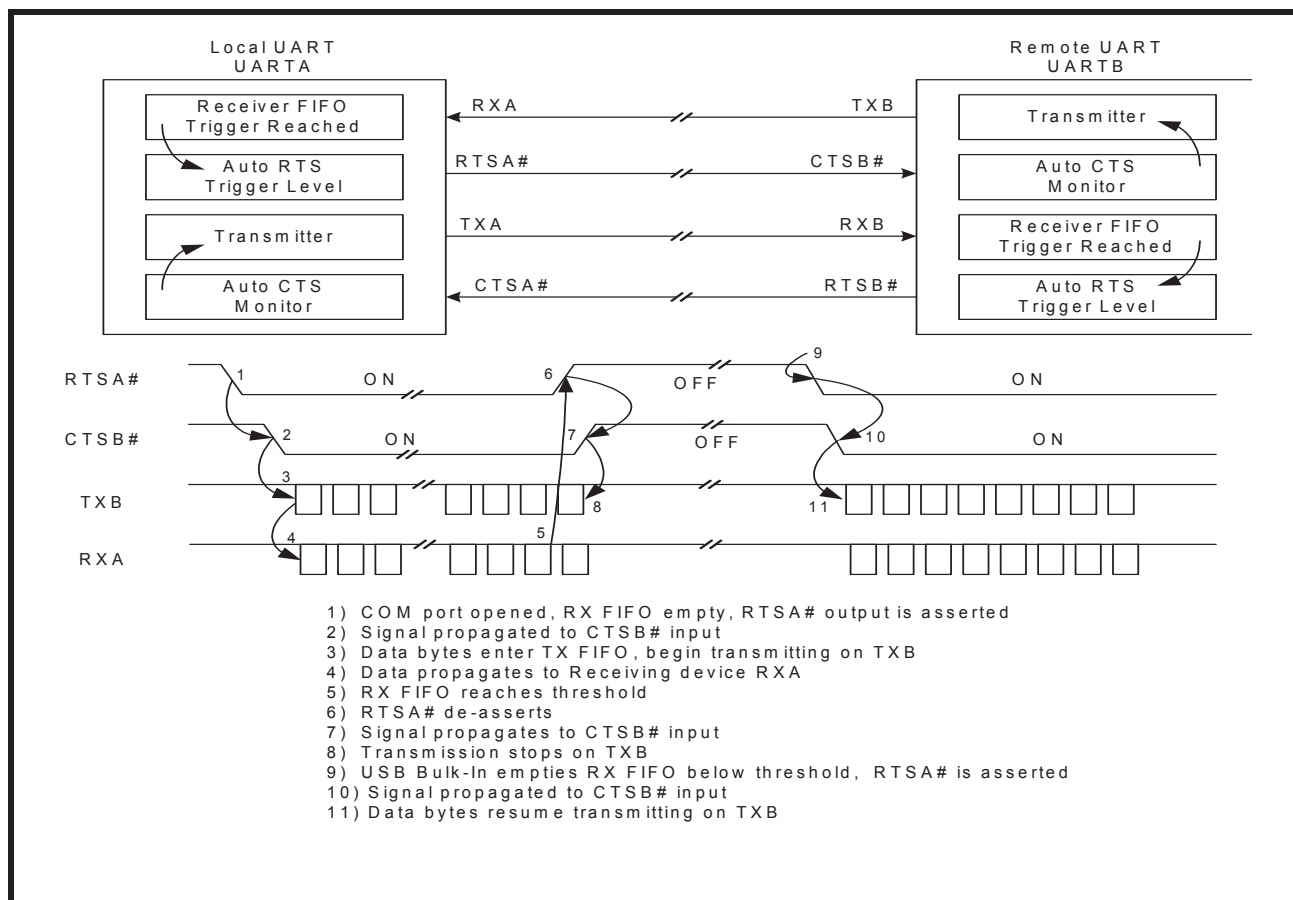 Local UART
UARTA
Remote UART
UARTB
Receiver FIFO
Trigger Reached
Auto RTS
Trigger Level
Transmitter
Auto CTS
Monitor
RXA
TXB
RTSA#
CTSB#
TXA
RXB
CTSA#
RTSB#
Transmitter
Auto CTS
Monitor
Receiver FIFO
Trigger Reached
Auto RTS
Trigger Level
RTSA#
1
ON
6
OFF
9
ON
CTSB#
2
ON
7
OFF
10
ON
TXB
3
8
11
RXA
4
5
1) COM port opened, RX FIFO empty, RTSA# output is asserted
2) Signal propagated to CTSB# input
3) Data bytes enter TX FIFO, begin transmitting on TXB
4) Data propagates to Receiving device RXA
5) RX FIFO reaches threshold
6) RTSA# de-asserts
7) Signal propagates to CTSB# input
8) Transmission stops on TXB
9) USB Bulk-In empties RX FIFO below threshold, RTSA# is asserted
10) Signal propagated to CTSB# input
11) Data bytes resume transmitting on TXB